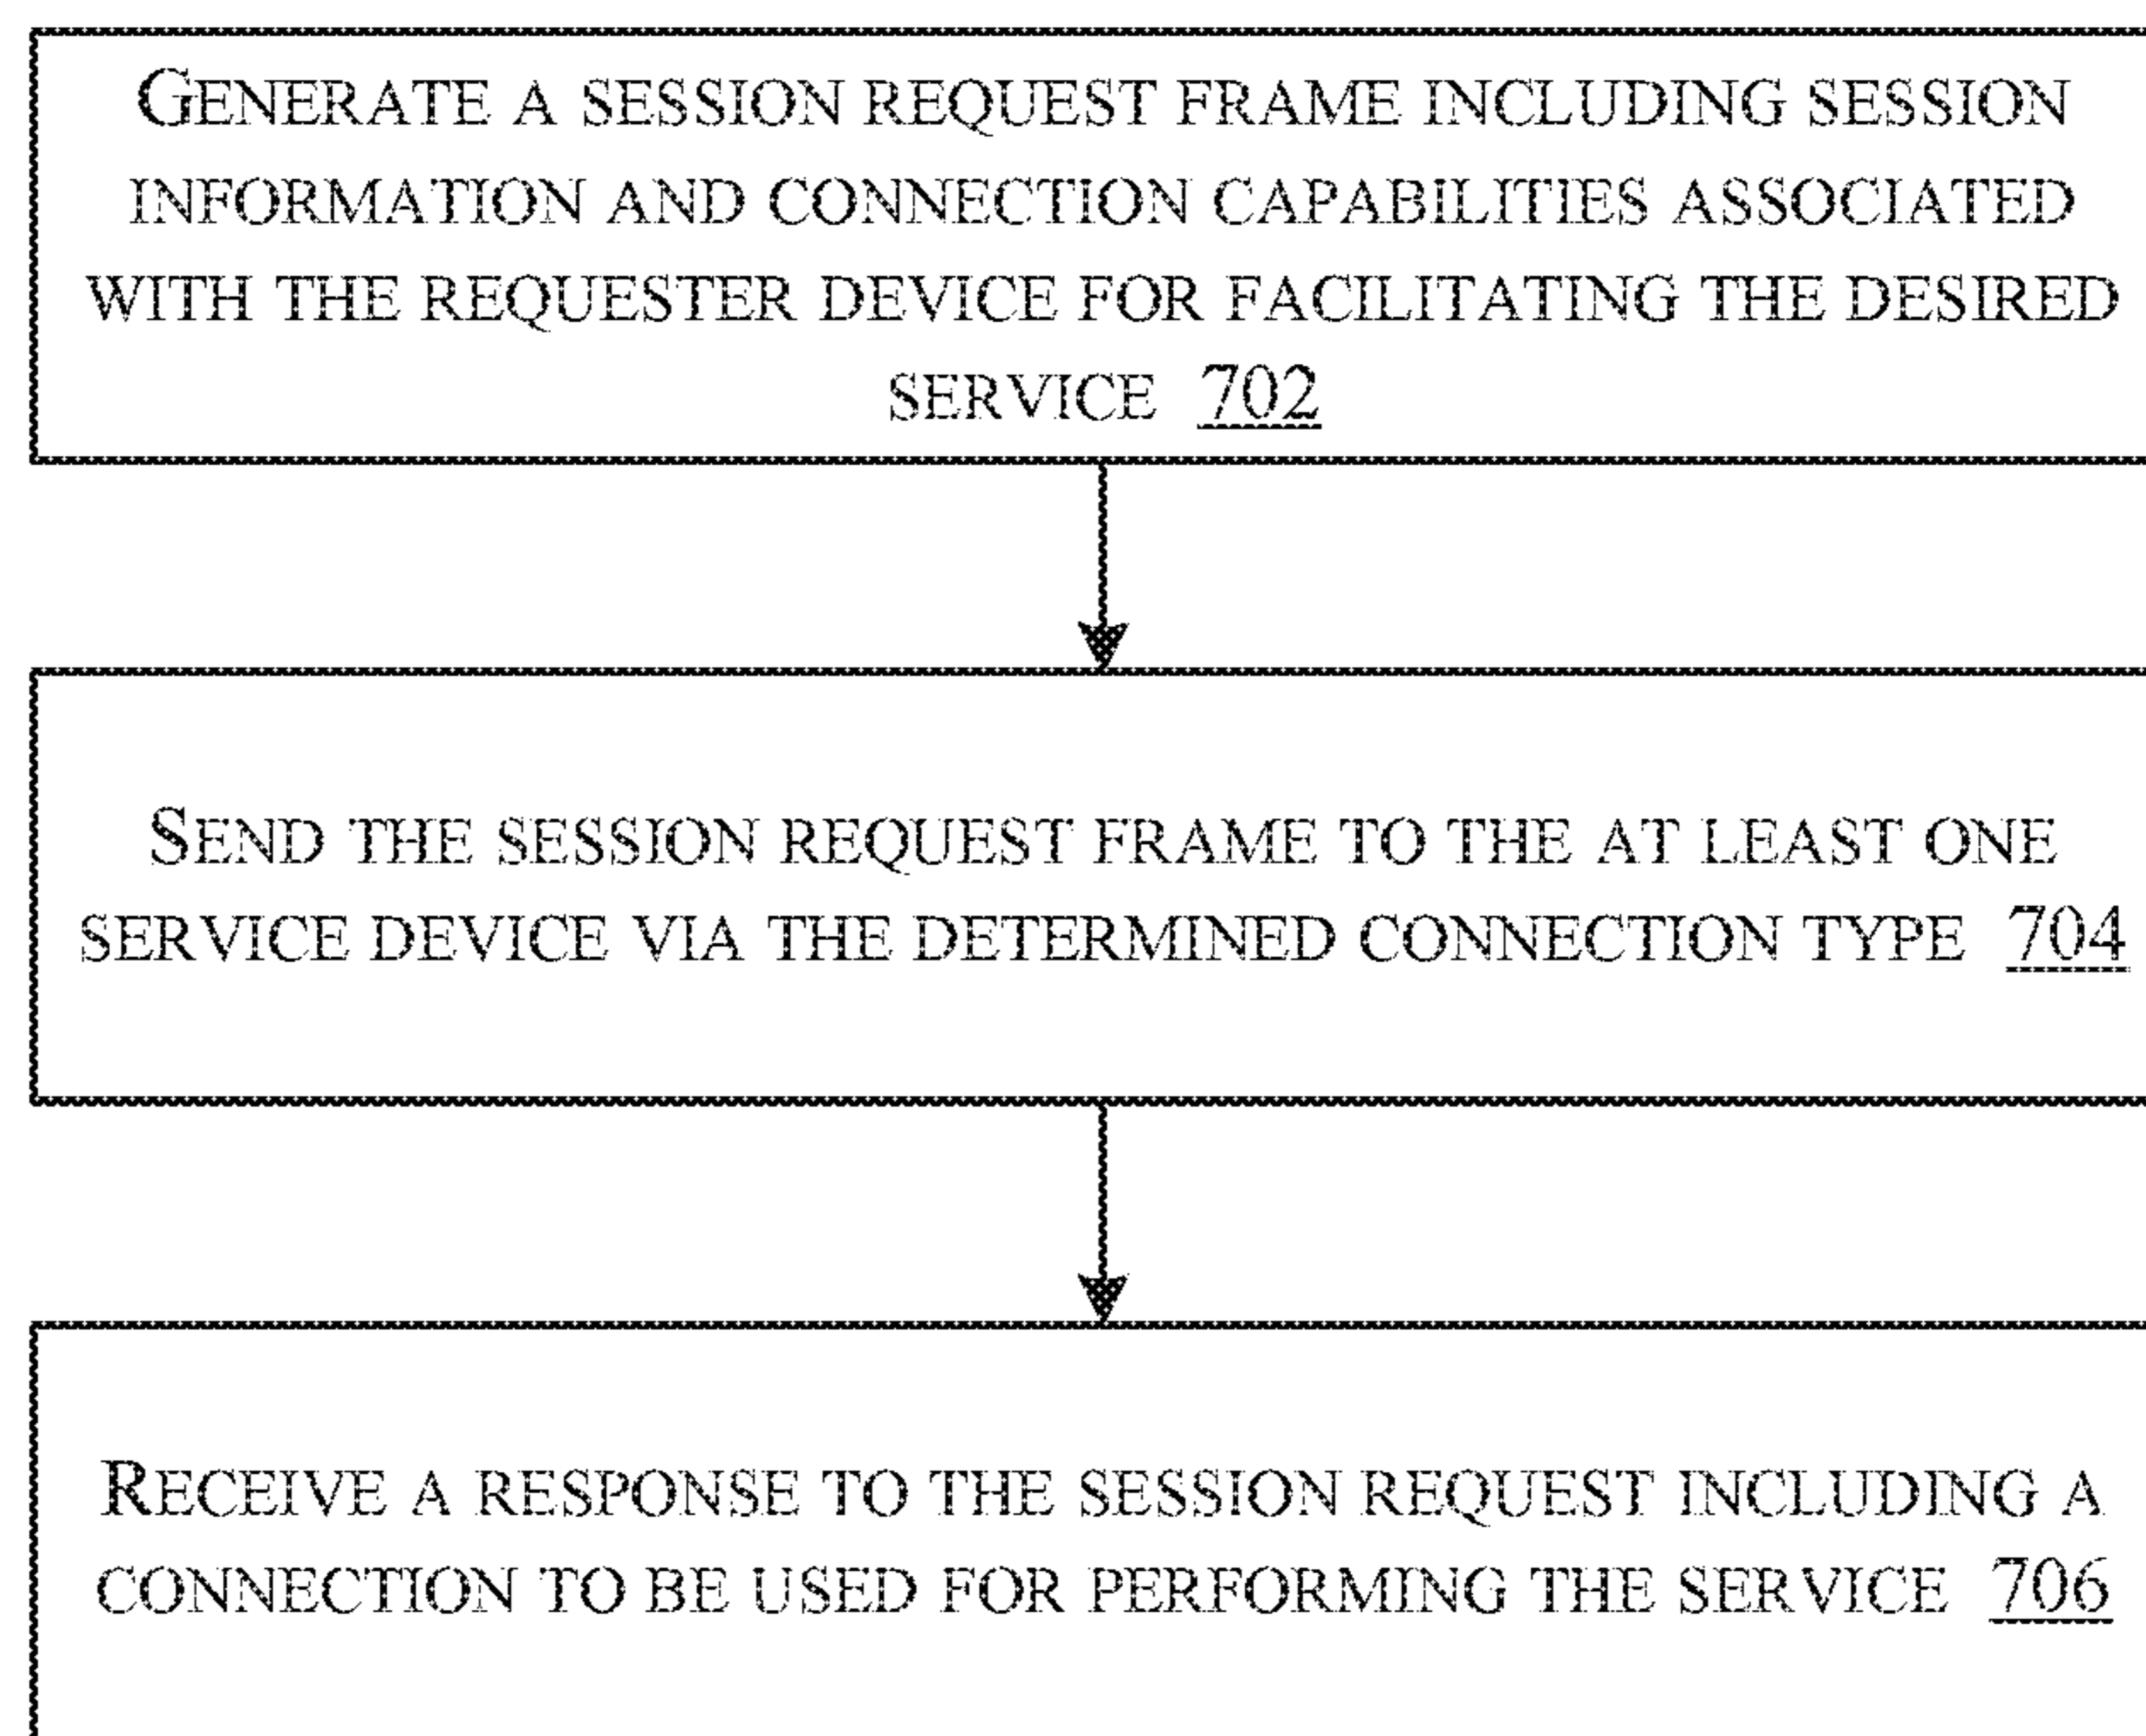 GENERATE A SESSION REQUEST FRAME INCLUDING SESSION
INFORMATION AND CONNECTION CAPABILITIES ASSOCIATED
WITH THE REQUESTER DEVICE FOR FACILITATING THE DESIRED
SERVICE 702
SEND THE SESSION REQUEST FRAME TO THE AT LEAST ONE
SERVICE DEVICE VIA THE DETERMINED CONNECTION TYPE 704
RECEIVE A RESPONSE TO THE SESSION REQUEST INCLUDING A
CONNECTION TO BE USED FOR PERFORMING THE SERVICE 706